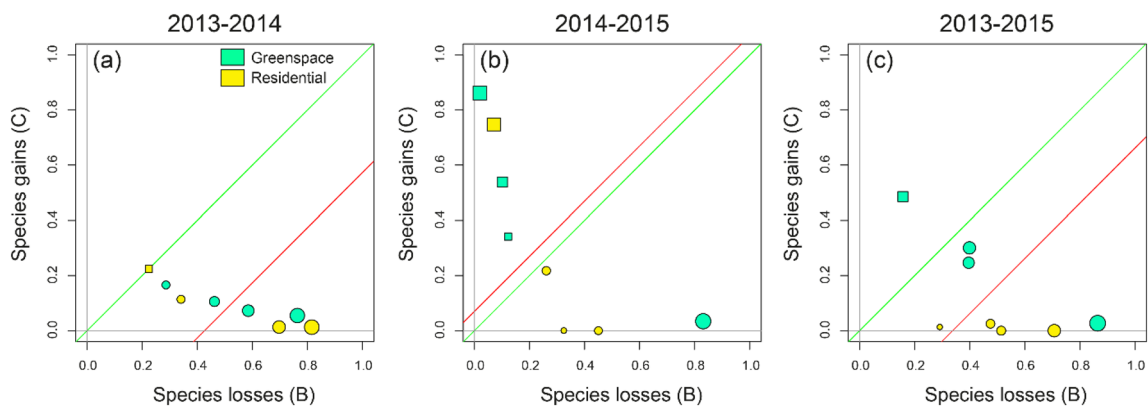 2013-2014
(a)
Greenspace
Residential
Species gains (C)
1.0
0.8
0.6
0.4
0.2
0.0
0.0 0.2 0.4 0.6 0.8 1.0
Species losses (B)
2014-2015
(b)
Species gains (C)
1.0
0.8
0.6
0.4
0.2
0.0
0.0 0.2 0.4 0.6 0.8 1.0
Species losses (B)
2013-2015
(c)
Species gains (C)
1.0
0.8
0.6
0.4
0.2
0.0
0.0 0.2 0.4 0.6 0.8 1.0
Species losses (B)